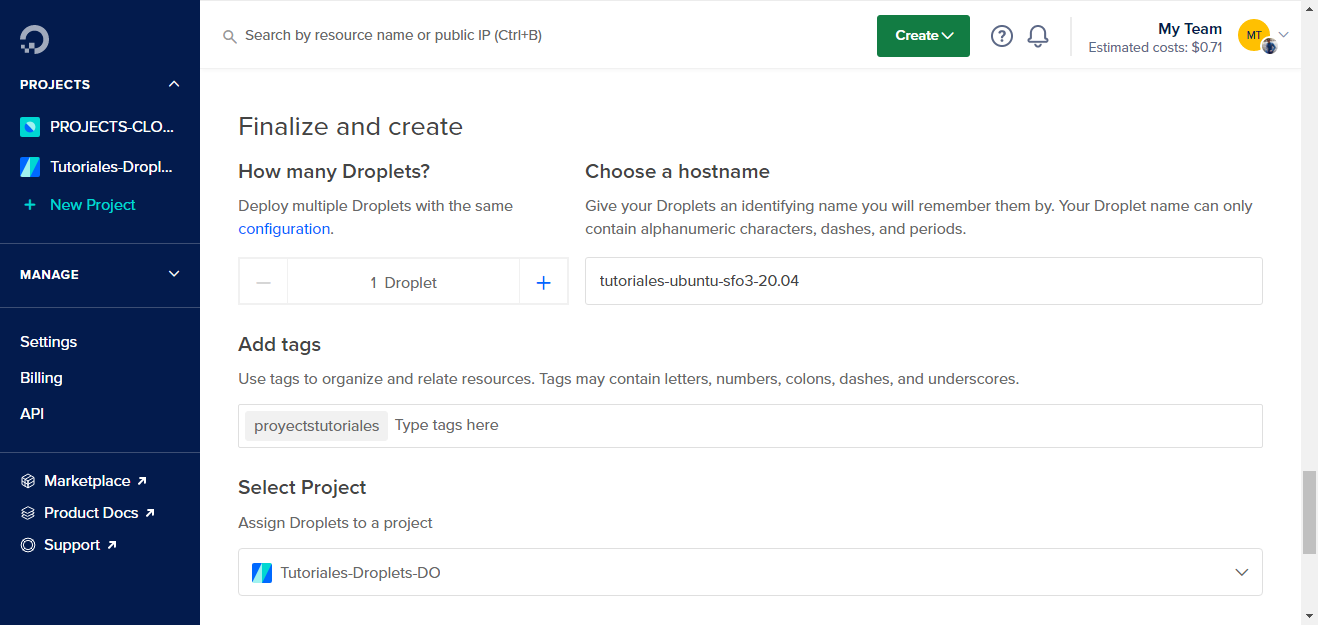 PROJECTS
PROJECTS-CLO...
Tutoriales-Dropl...
+ New Project
MANAGE
Settings
Billing
API
Marketplace
Product Docs
Support
Search by resource name or public IP (Ctrl+B)
Create
?
My Team
Estimated costs: $0.71
MT
Finalize and create
How many Droplets?
Deploy multiple Droplets with the same
configuration.
1 Droplet
Choose a hostname
Give your Droplets an identifying name you will remember them by. Your Droplet name can only
contain alphanumeric characters, dashes, and periods.
tutoriales-ubuntu-sfo3-20.04
Add tags
Use tags to organize and relate resources. Tags may contain letters, numbers, colons, dashes, and underscores.
proyectstutoriales Type tags here
Select Project
Assign Droplets to a project
Tutoriales-Droplets-DO